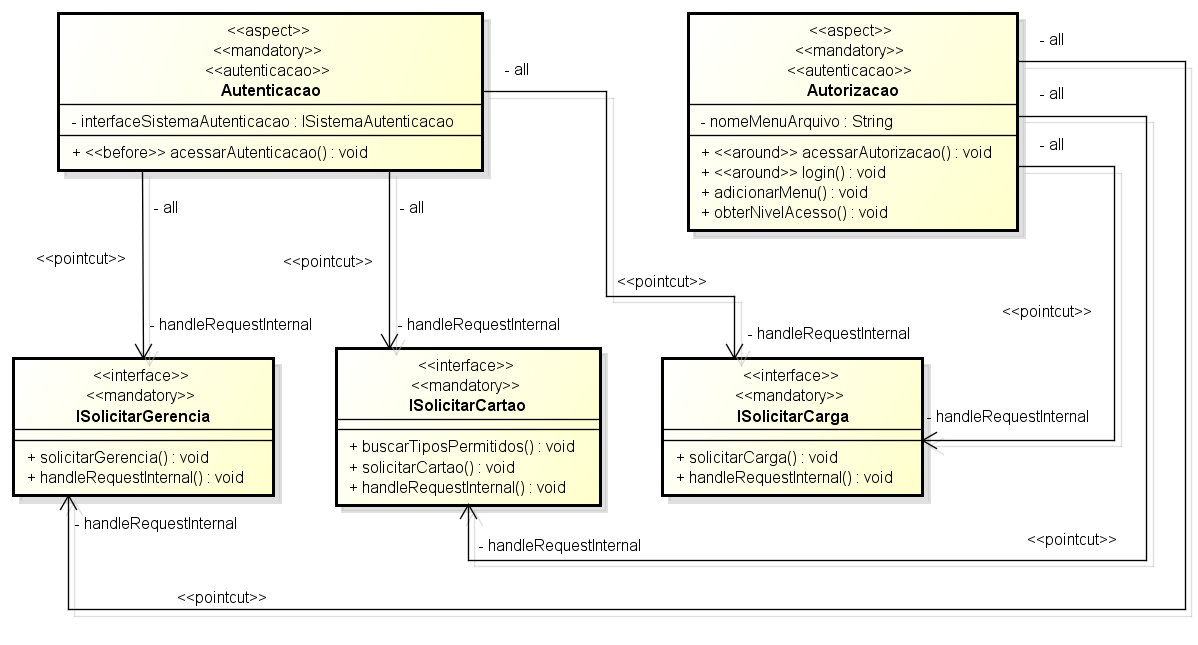 <<aspect>>
<<mandatory>>
<<autenticacao>>
Autenticacao
- interfaceSistemaAutenticacao : ISistemaAutenticacao
+ <<before>> acessarAutenticacao() : void
- all
<<aspect>>
<<mandatory>>
<<autenticacao>>
Autorizacao
- nomeMenuArquivo : String
+ <<around>> acessarAutorizacao() : void
+ <<around>> login() : void
+ adicionarMenu() : void
+ obterNivelAcesso() : void
- all
- all
- all
- all
- all
<<pointcut>>
<<pointcut>>
<<pointcut>>
<<pointcut>>
- handleRequestInternal
- handleRequestInternal
- handleRequestInternal
<<interface>>
<<mandatory>>
ISolicitarGerencia
+ solicitarGerencia() : void
+ handleRequestInternal() : void
<<interface>>
<<mandatory>>
ISolicitarCartao
+ buscarTiposPermitidos() : void
+ solicitarCartao() : void
+ handleRequestInternal() : void
<<interface>>
<<mandatory>>
ISolicitarCarga
+ solicitarCarga() : void
+ handleRequestInternal() : void
- handleRequestInternal
- handleRequestInternal
- handleRequestInternal
<<pointcut>>
<<pointcut>>